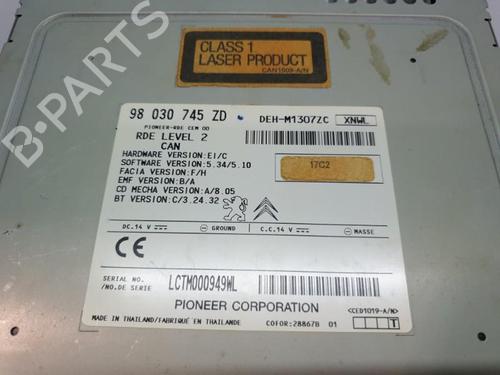 CLASS 1
LASER PRODUCT
CAN1009-A/N
98 030 745 ZD
DEH-M1307ZC XNWL
PIONEER-RDE CEM 00
RDE LEVEL 2
CAN
HARDWARE VERSION:E1/C
SOFTWARE VERSION:5.34/5.10
17C2
FACIA VERSION:F/H
EMF VERSION:B/A
CD MECHA VERSION:A/8.05
BT VERSION:C/3.24.32
DC.14 V GROUND C.C.14 V MASSE
CE
SERIAL NO.
/NO.DE SERIE
LCTM000949WL
PIONEER CORPORATION
<CED1019-A/N>
MADE IN THAILAND/FABRIQUÉ EN THAILANDE
COFOR:28867B 01
T
B-PARTS